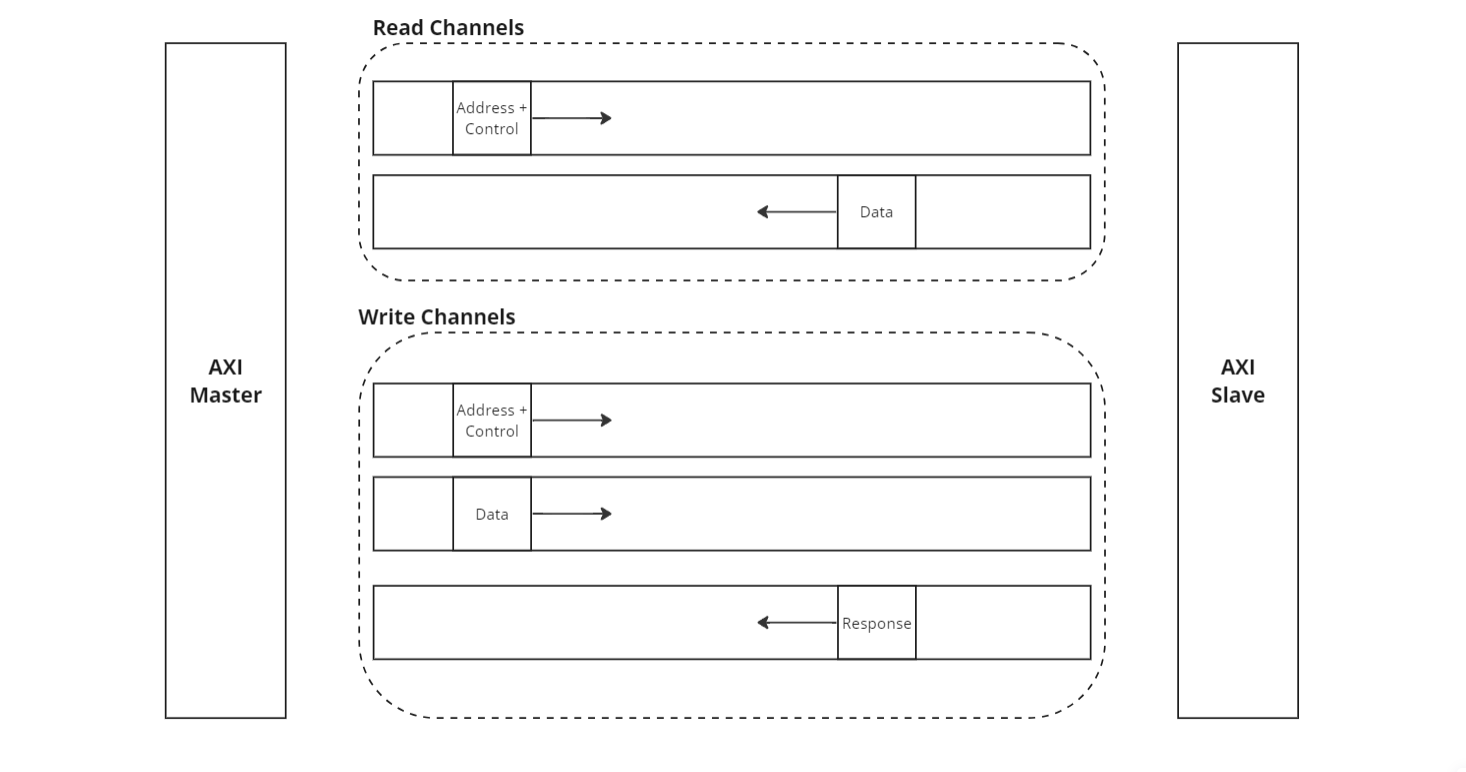 Read Channels
Address +
Control
Data
Write Channels
AXI
Master
AXI
Slave
Address +
Control
Data
Response